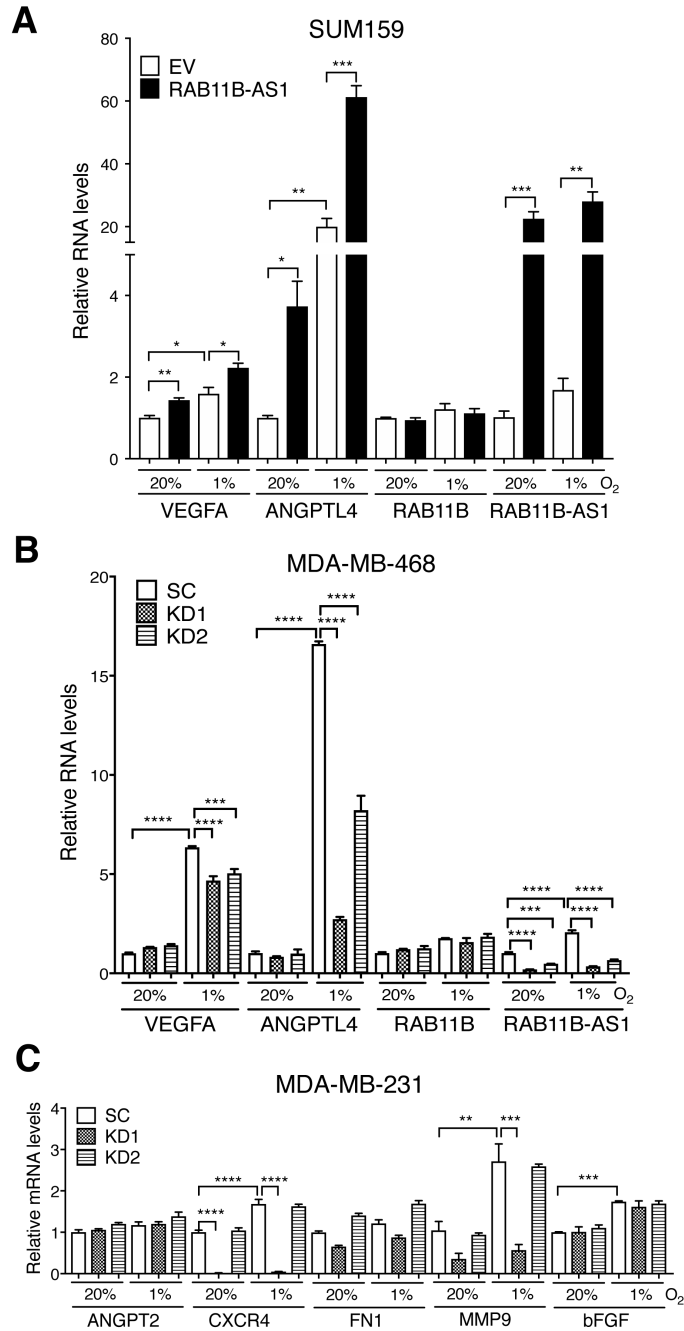 A
SUM159
EV
RAB11B-AS1
Relative RNA levels
80
60
40
20
4
2
0
** * * * ** *** *** **
20% 1% 20% 1% 20% 1% 20% 1% O2
VEGFA ANGPTL4 RAB11B RAB11B-AS1
B
MDA-MB-468
SC
KD1
KD2
Relative RNA levels
20
15
10
5
0
**** **** *** **** **** **** **** *** **** **** ****
20% 1% 20% 1% 20% 1% 20% 1% O2
VEGFA ANGPTL4 RAB11B RAB11B-AS1
C
MDA-MB-231
SC
KD1
KD2
Relative mRNA levels
4
3
2
1
0
**** **** **** ** *** ***
20% 1% 20% 1% 20% 1% 20% 1% 20% 1% O2
ANGPT2 CXCR4 FN1 MMP9 bFGF